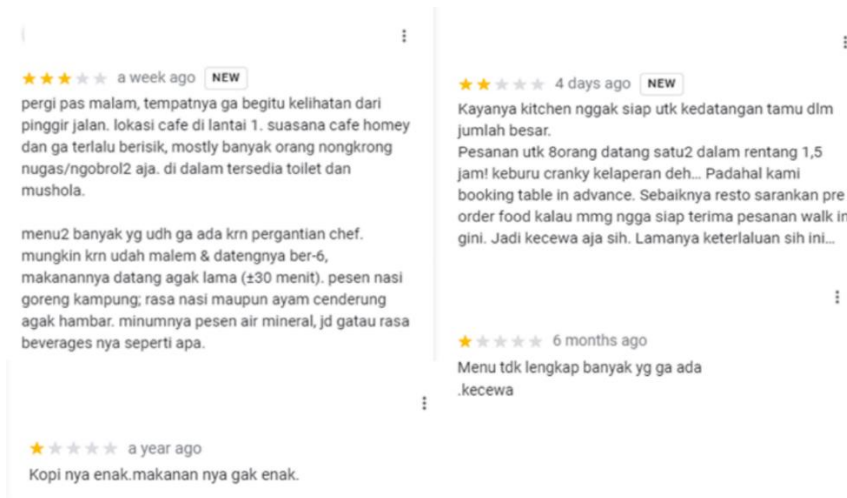 a week ago NEW
pergi pas malam, tempatnya ga begitu kelihatan dari
pinggir jalan. lokasi cafe di lantai 1. suasana cafe homey
dan ga terlalu berisik, mostly banyak orang nongkrong
nugas/ngobrol2 aja. di dalam tersedia toilet dan
mushola.
menu2 banyak yg udh ga ada krn pergantian chef.
mungkin krn udah malem & datengnya ber-6,
makanannya datang agak lama (±30 menit). pesen nasi
goreng kampung; rasa nasi maupun ayam cenderung
agak hambar. minumnya pesen air mineral, jd gatau rasa
beverages nya seperti apa.
a year ago
Kopi nya enak.makanan nya gak enak.
4 days ago NEW
Kayanya kitchen nggak siap utk kedatangan tamu dlm
jumlah besar.
Pesanan utk 8orang datang satu2 dalam rentang 1,5
jam! keburu cranky kelaperan deh... Padahal kami
booking table in advance. Sebaiknya resto sarankan pre
order food kalau mmg ngga siap terima pesanan walk in
gini. Jadi kecewa aja sih. Lamanya keterlaluan sih ini...
6 months ago
Menu tdk lengkap banyak yg ga ada
.kecewa